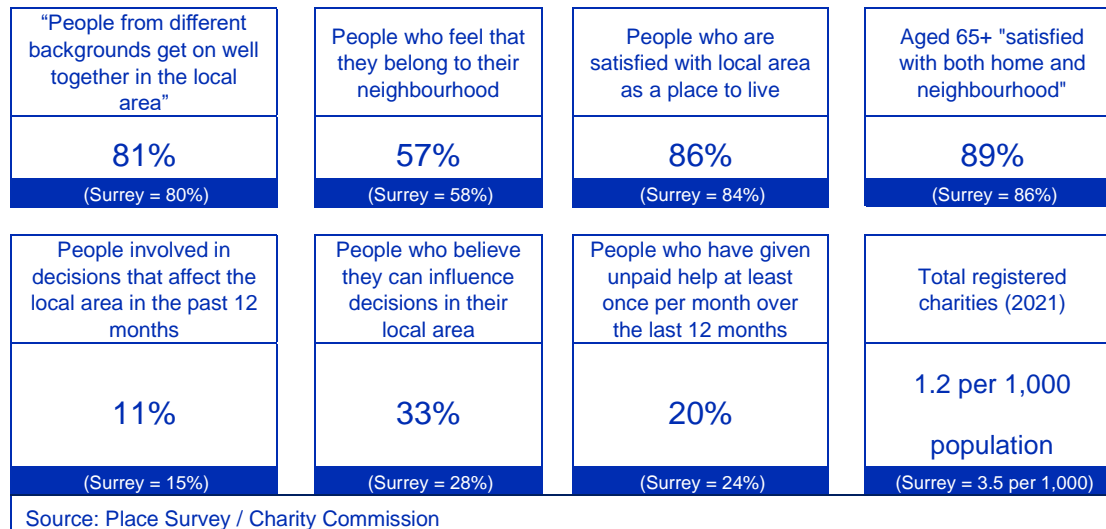 “People from different
backgrounds get on well
together in the local
area”
81%
(Surrey = 80%)
People who feel that
they belong to their
neighbourhood
57%
(Surrey = 58%)
People who are
satisfied with local area
as a place to live
86%
(Surrey = 84%)
Aged 65+ "satisfied
with both home and
neighbourhood"
89%
(Surrey = 86%)
People involved in
decisions that affect the
local area in the past 12
months
11%
(Surrey = 15%)
People who believe
they can influence
decisions in their
local area
33%
(Surrey = 28%)
People who have given
unpaid help at least
once per month over
the last 12 months
20%
(Surrey = 24%)
Total registered
charities (2021)
1.2 per 1,000
population
(Surrey = 3.5 per 1,000)
Source: Place Survey / Charity Commission